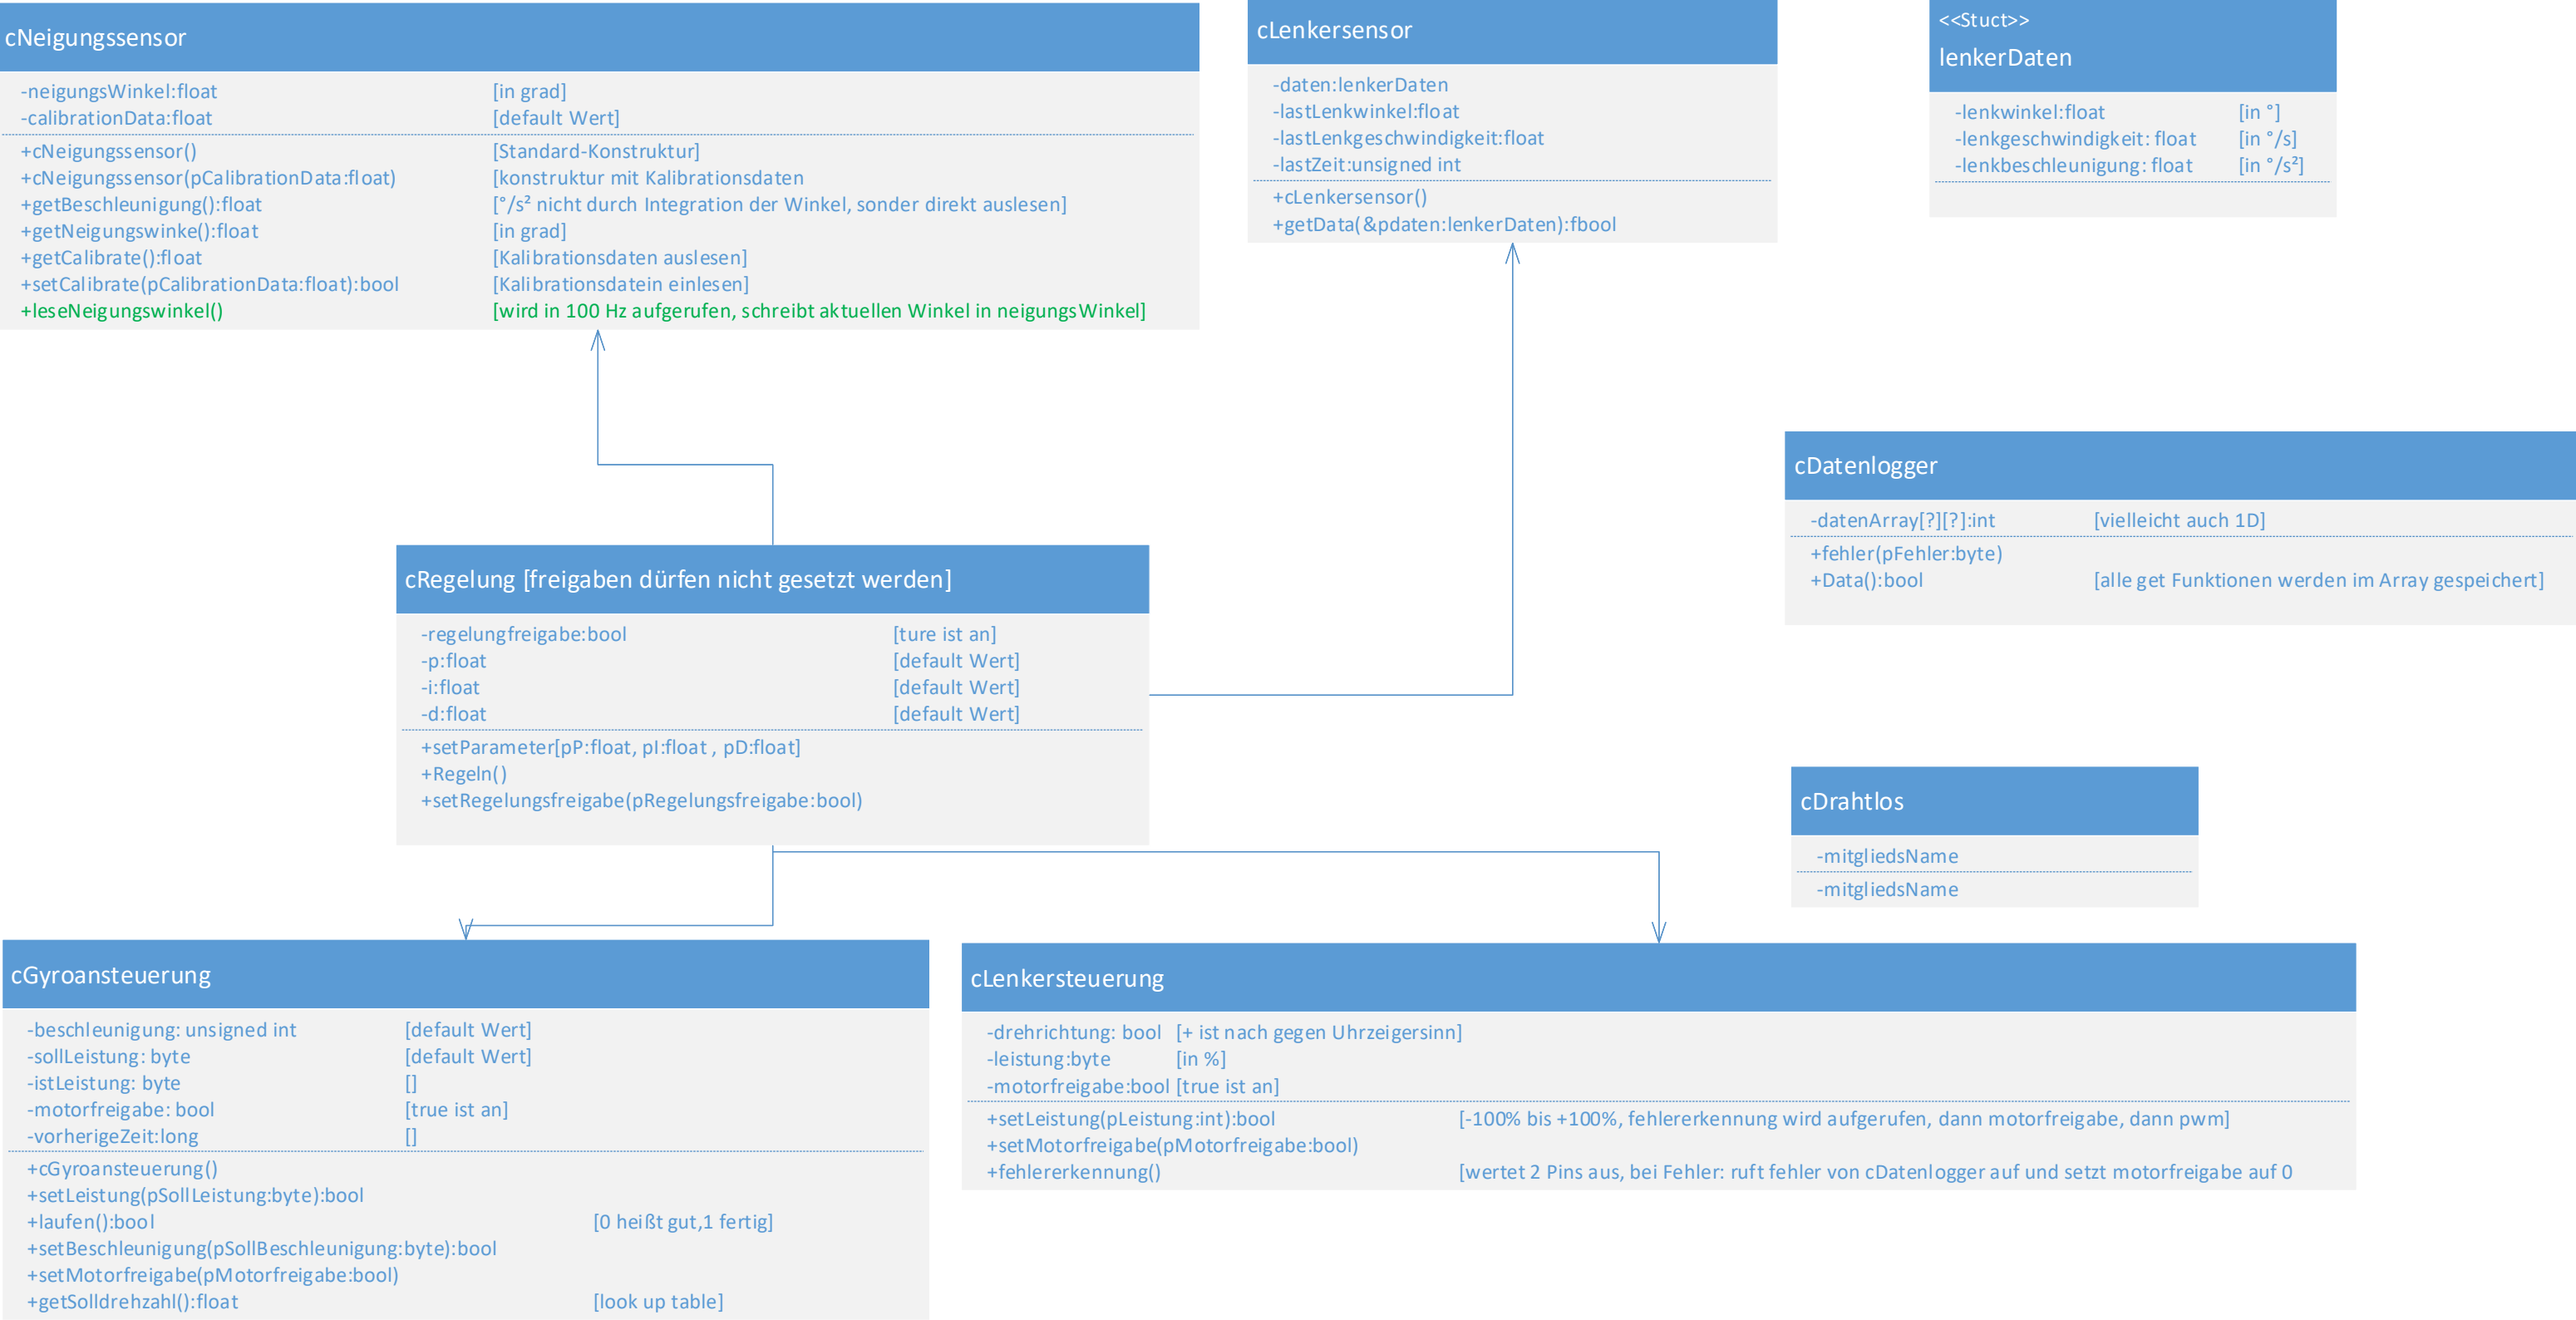 cNeigungssensor
-neigungsWinkel:float [in grad]
-calibrationData:float [default Wert]
+cNeigungssensor() [Standard-Konstruktur]
+cNeigungssensor(pCalibrationData:float) [konstruktur mit Kalibrationsdaten
+getBeschleunigung():float [°/s² nicht durch Integration der Winkel, sonder direkt auslesen]
+getNeigungswinke():float [in grad]
+getCalibrate():float [Kalibrationsdaten auslesen]
+setCalibrate(pCalibrationData:float):bool [Kalibrationsdatein einlesen]
+leseNeigungswinkel() [wird in 100 Hz aufgerufen, schreibt aktuellen Winkel in neigungsWinkel]
cLenkersensor
-daten:lenkerDaten
-lastLenkwinkel:float
-lastLenkgeschwindigkeit:float
-lastZeit:unsigned int
+cLenkersensor()
+getData(&pdaten:lenkerDaten):fbool
<<Stuct>>
lenkerDaten
-lenkwinkel:float [in °]
-lenkgeschwindigkeit: float [in °/s]
-lenkbeschleunigung: float [in °/s²]
cDatenlogger
-datenArray[?][?]:int [vielleicht auch 1D]
+fehler(pFehler:byte)
+Data():bool [alle get Funktionen werden im Array gespeichert]
cRegelung [freigaben dürfen nicht gesetzt werden]
-regelungfreigabe:bool [ture ist an]
-p:float [default Wert]
-i:float [default Wert]
-d:float [default Wert]
+setParameter[pP:float, pI:float , pD:float]
+Regeln()
+setRegelungsfreigabe(pRegelungsfreigabe:bool)
cDrahtlos
-mitgliedsName
-mitgliedsName
cGyroansteuerung
-beschleunigung: unsigned int [default Wert]
-sollLeistung: byte [default Wert]
-istLeistung: byte []
-motorfreigabe: bool [true ist an]
-vorherigeZeit:long []
+cGyroansteuerung()
+setLeistung(pSollLeistung:byte):bool
+laufen():bool [0 heißt gut,1 fertig]
+setBeschleunigung(pSollBeschleunigung:byte):bool
+setMotorfreigabe(pMotorfreigabe:bool)
+getSolldrehzahl():float [look up table]
cLenkersteuerung
-drehrichtung: bool [+ ist nach gegen Uhrzeigersinn]
-leistung:byte [in %]
-motorfreigabe:bool [true ist an]
+setLeistung(pLeistung:int):bool [-100% bis +100%, fehlererkennung wird aufgerufen, dann motorfreigabe, dann pwm]
+setMotorfreigabe(pMotorfreigabe:bool)
+fehlererkennung() [wertet 2 Pins aus, bei Fehler: ruft fehler von cDatenlogger auf und setzt motorfreigabe auf 0